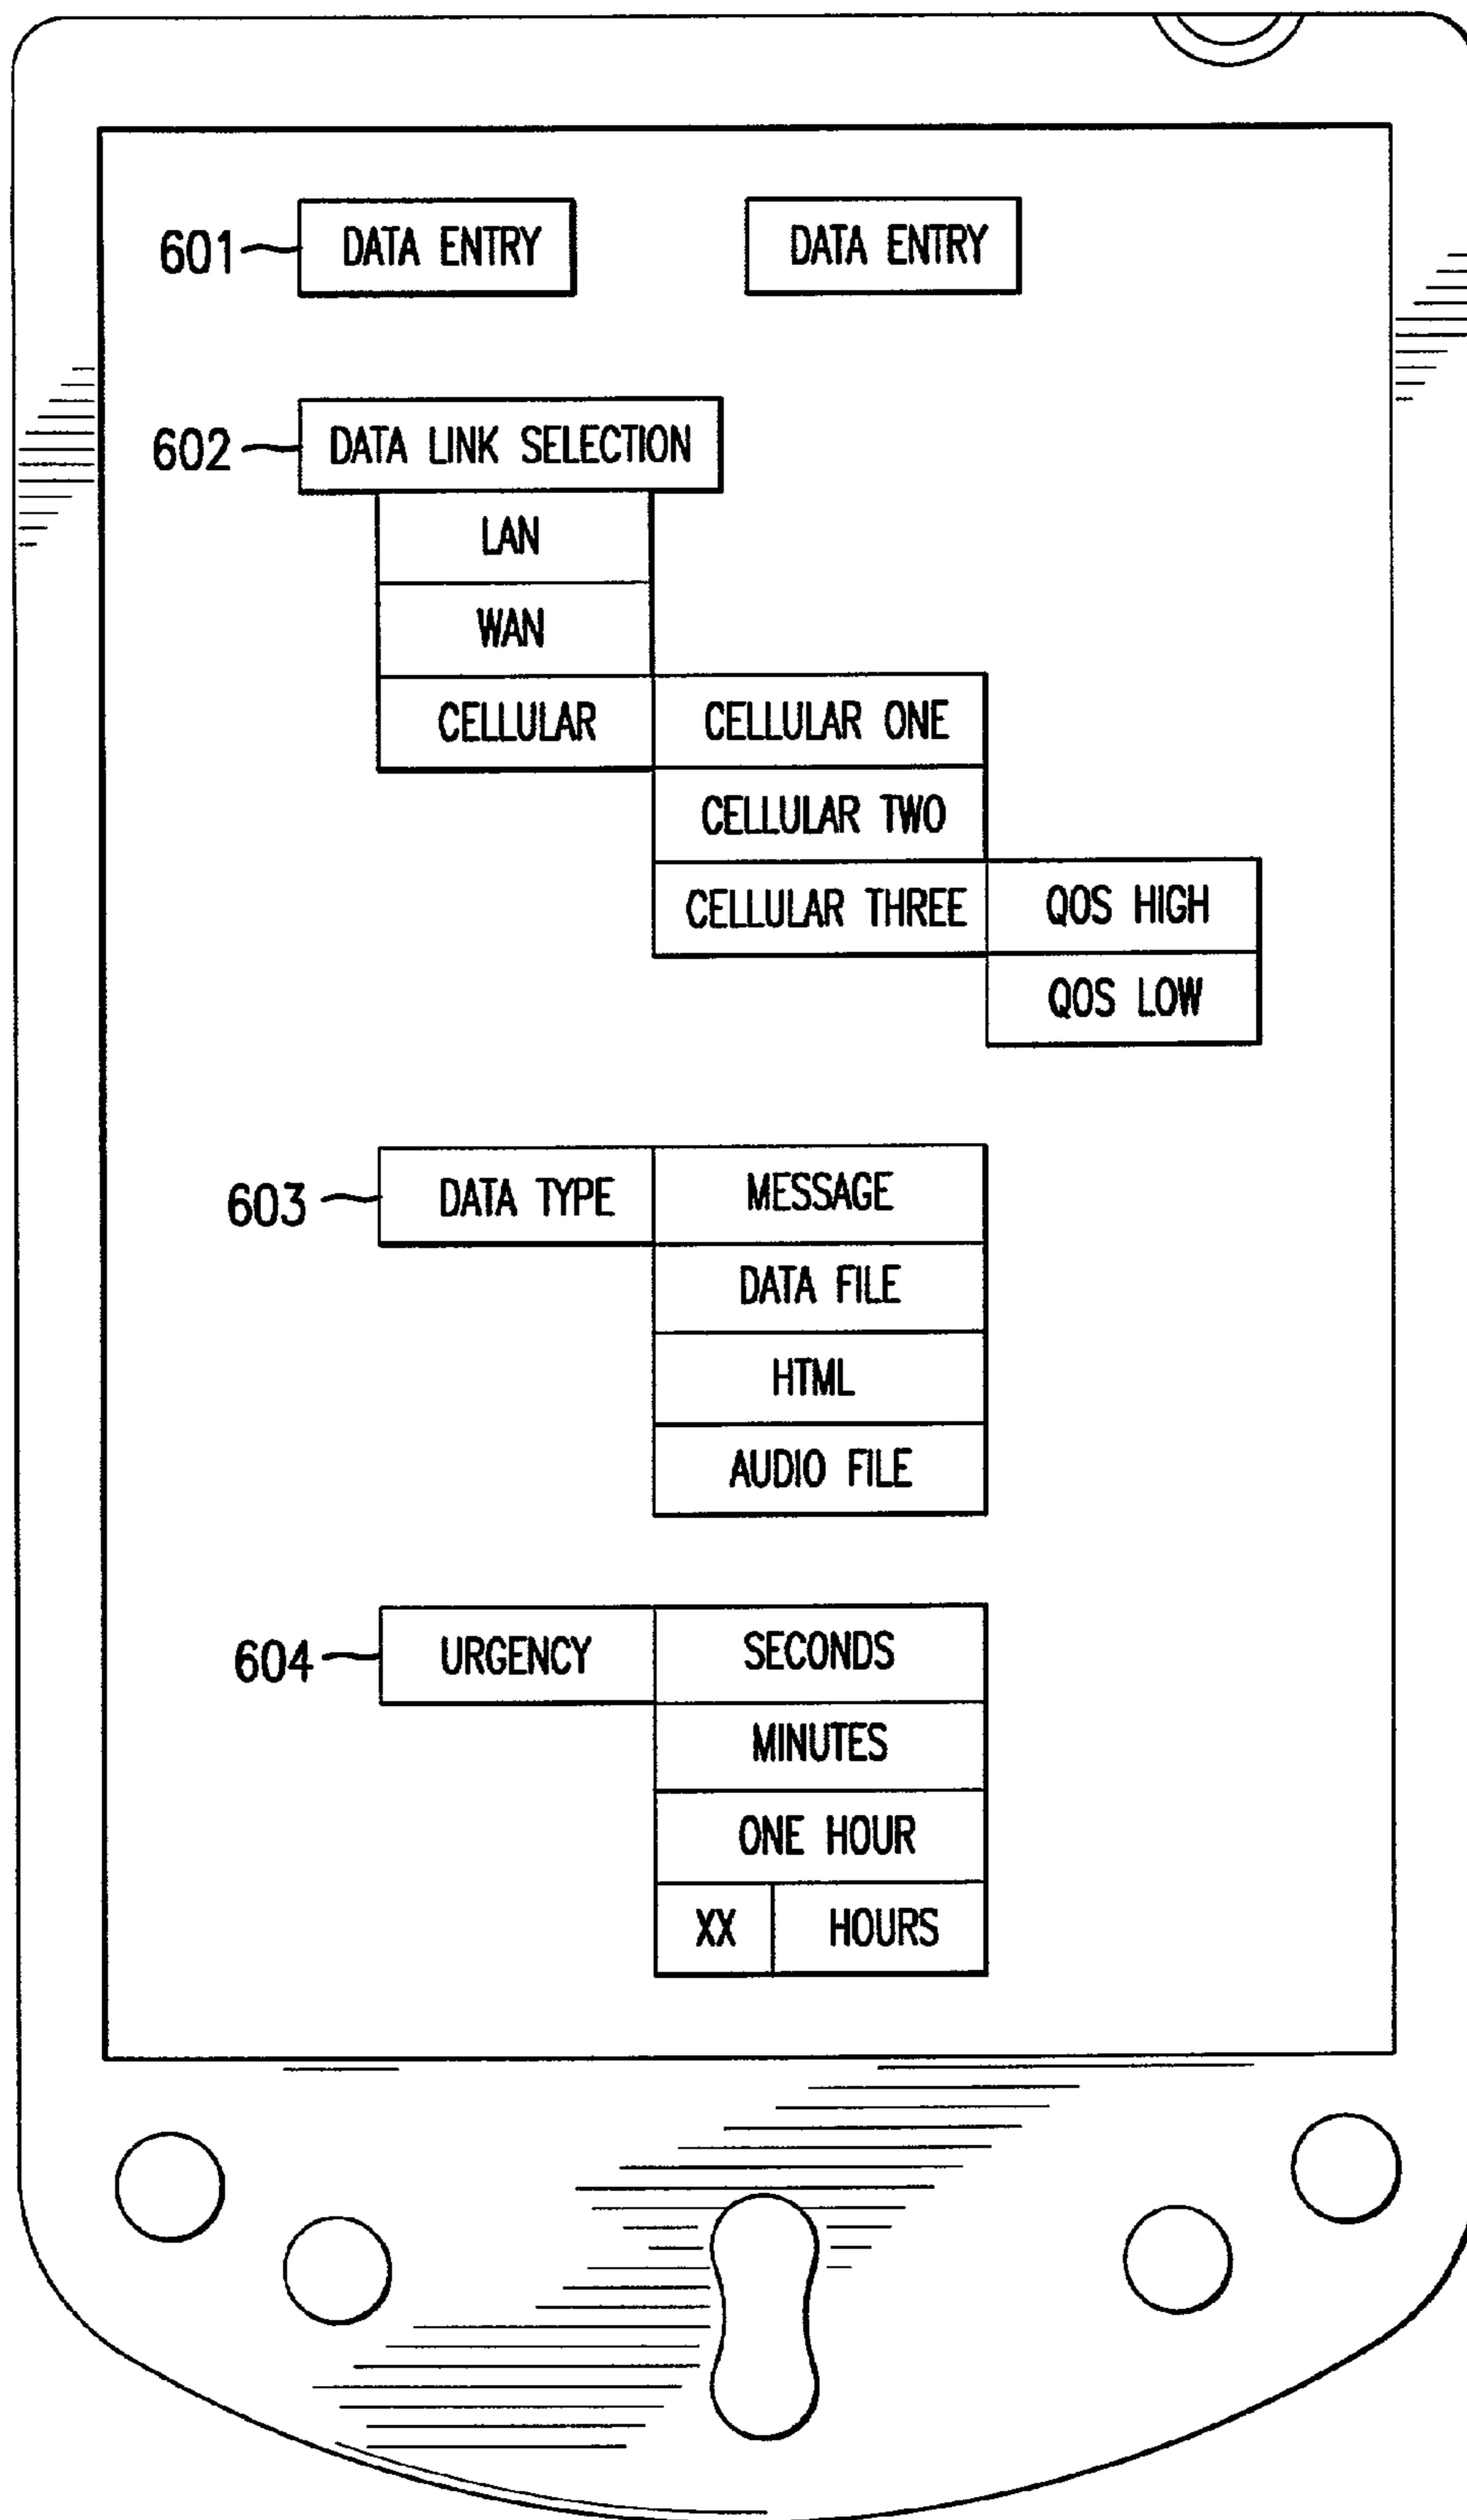 601 DATA ENTRY DATA ENTRY
602 DATA LINK SELECTION
LAN
WAN
CELLULAR CELLULAR ONE
CELLULAR TWO
CELLULAR THREE QOS HIGH
QOS LOW
603 DATA TYPE MESSAGE
DATA FILE
HTML
AUDIO FILE
604 URGENCY SECONDS
MINUTES
ONE HOUR
XX HOURS